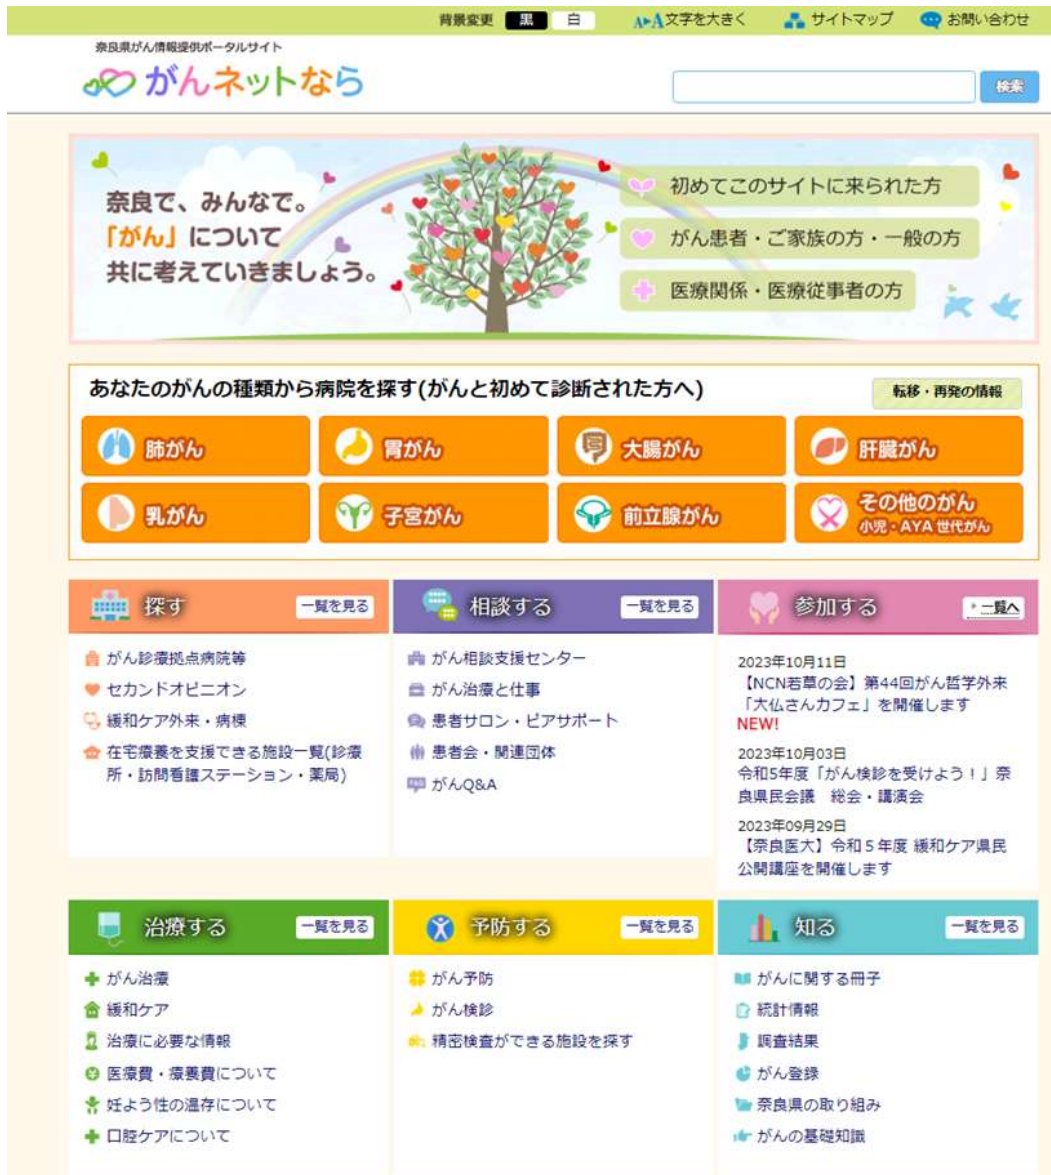 背景変更 黒 白 A▶A文字を大きく サイトマップ お問い合わせ
奈良県がん情報提供ポータルサイト
がんネットなら
検索
奈良で、みんなで。
「がん」について
共に考えていきましょう。
初めてこのサイトに来られた方
がん患者・ご家族の方・一般の方
医療関係・医療従事者の方
あなたのがんの種類から病院を探す(がんと初めて診断された方へ)
転移・再発の情報
肺がん
胃がん
大腸がん
肝臓がん
乳がん
子宮がん
前立腺がん
その他のがん
小児・AYA世代がん
探す 一覧を見る
がん診療拠点病院等
セカンドオピニオン
緩和ケア外来・病棟
在宅療養を支援できる施設一覧(診療
所・訪問看護ステーション・薬局)
相談する 一覧を見る
がん相談支援センター
がん治療と仕事
患者サロン・ピアサポート
患者会・関連団体
がんQ&A
参加する 一覧へ
2023年10月11日
【NCN若草の会】第44回がん哲学外来
「大仏さんカフェ」を開催します
NEW!
2023年10月03日
令和5年度「がん検診を受けよう！」奈
良県民会議　総会・講演会
2023年09月29日
【奈良医大】令和５年度 緩和ケア県民
公開講座を開催します
治療する 一覧を見る
がん治療
緩和ケア
治療に必要な情報
医療費・療養費について
妊よう性の温存について
口腔ケアについて
予防する 一覧を見る
がん予防
がん検診
精密検査ができる施設を探す
知る 一覧を見る
がんに関する冊子
統計情報
調査結果
がん登録
奈良県の取り組み
がんの基礎知識